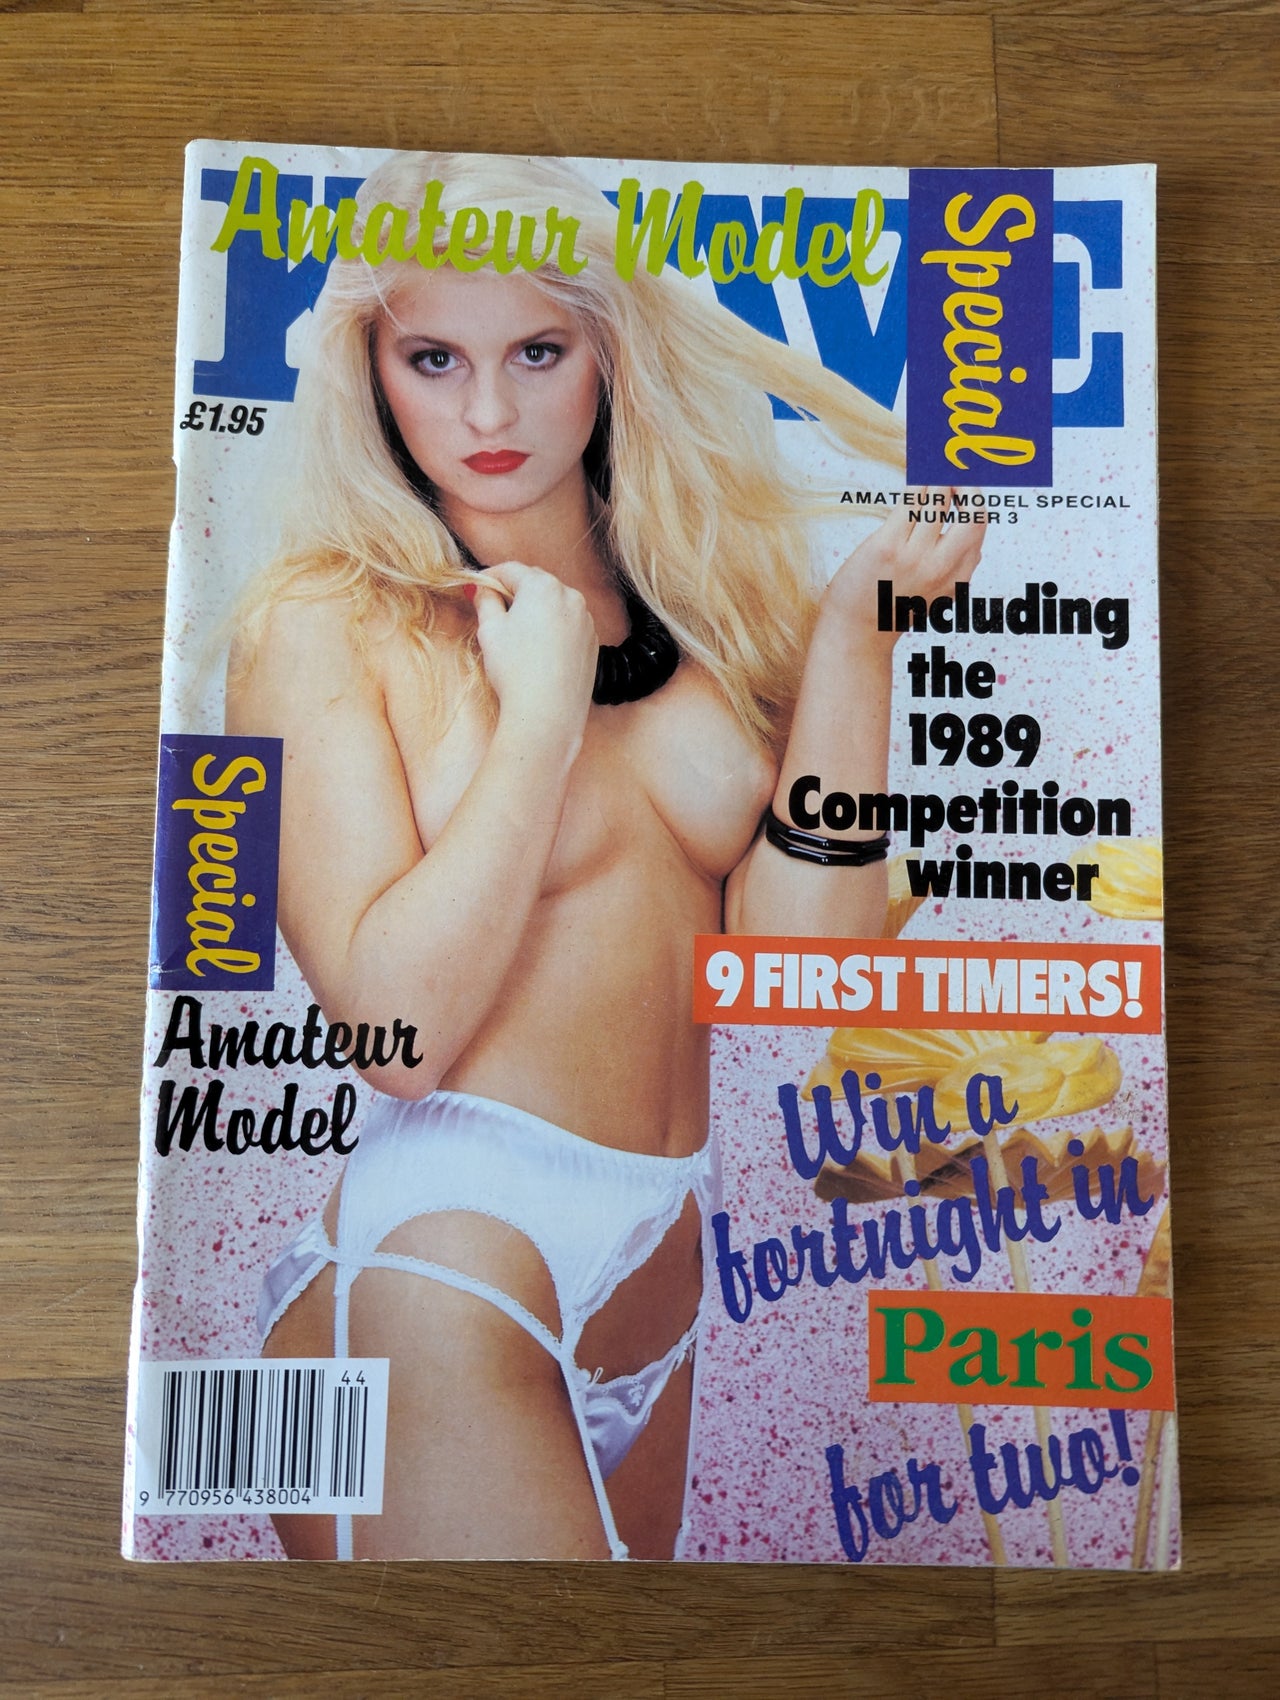 Amateur Model
Special
£1.95
AMATEUR MODEL SPECIAL
NUMBER 3
Including
the
1989
Competition
winner
Special
Amateur
Model
9 FIRST TIMERS!
Win a
fortnight in
Paris
for two!
44
9 770956 438004